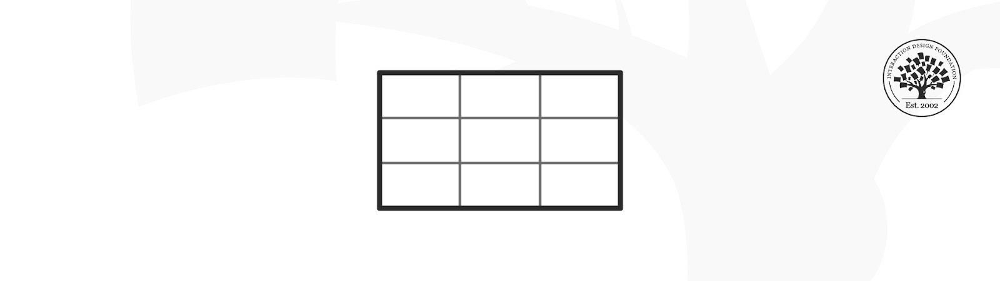 INTERACTION DESIGN FOUNDATION
Est. 2002